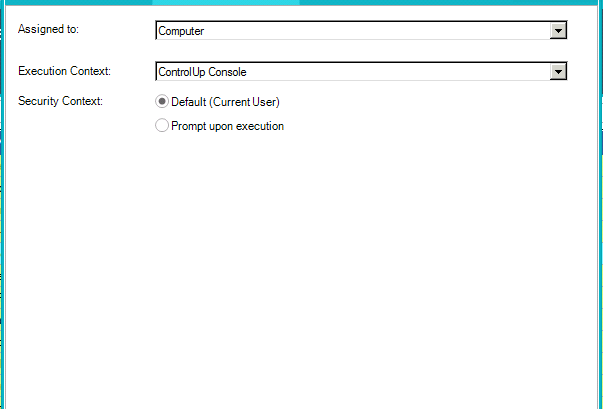 Assigned to: Computer
Execution Context: ControlUp Console
Security Context: Default (Current User)
Prompt upon execution